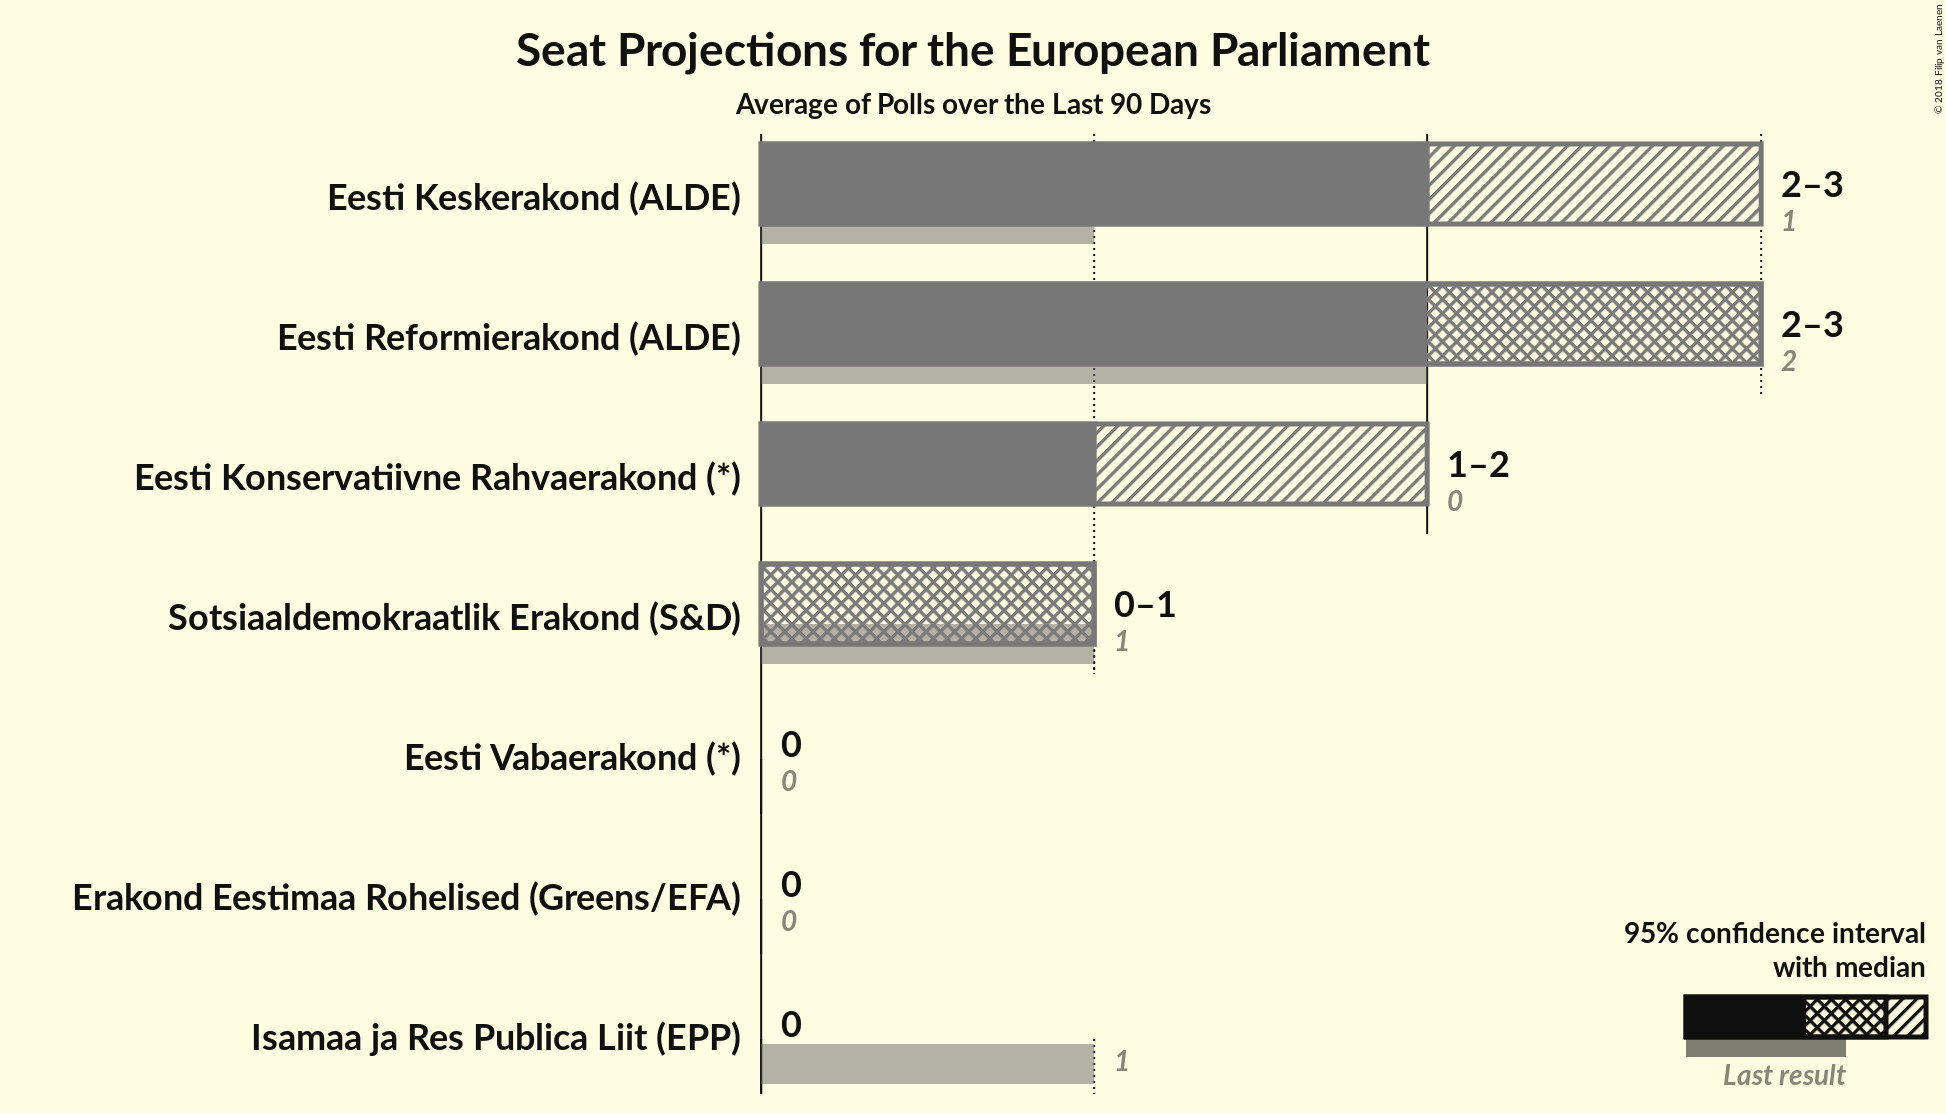 Seat Projections for the European Parliament
Average of Polls over the Last 90 Days
© 2018 Filip van Laenen
Eesti Keskerakond (ALDE)
2–3
1
Eesti Reformierakond (ALDE)
2–3
2
Eesti Konservatiivne Rahvaerakond (*)
1–2
0
Sotsiaaldemokraatlik Erakond (S&D)
0–1
1
Eesti Vabaerakond (*)
0
0
Erakond Eestimaa Rohelised (Greens/EFA)
0
0
Isamaa ja Res Publica Liit (EPP)
0
1
95% confidence interval
with median
Last result